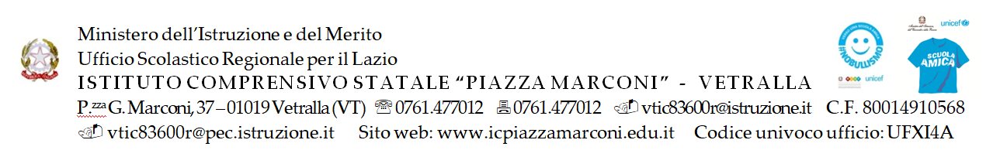 Ministero dell’Istruzione e del Merito
Ufficio Scolastico Regionale per il Lazio
ISTITUTO COMPRENSIVO STATALE “PIAZZA MARCONI” - VETRALLA
P.zza G. Marconi, 37 – 01019 Vetralla (VT) ☏ 0761.477012 0761.477012 vtic83600r@istruzione.it C.F. 80014910568
vtic83600r@pec.istruzione.it Sito web: www.icpiazzamarconi.edu.it Codice univoco ufficio: UFXI4A
#NOBULLISMO
unicef
unicef
SCUOLA
AMICA